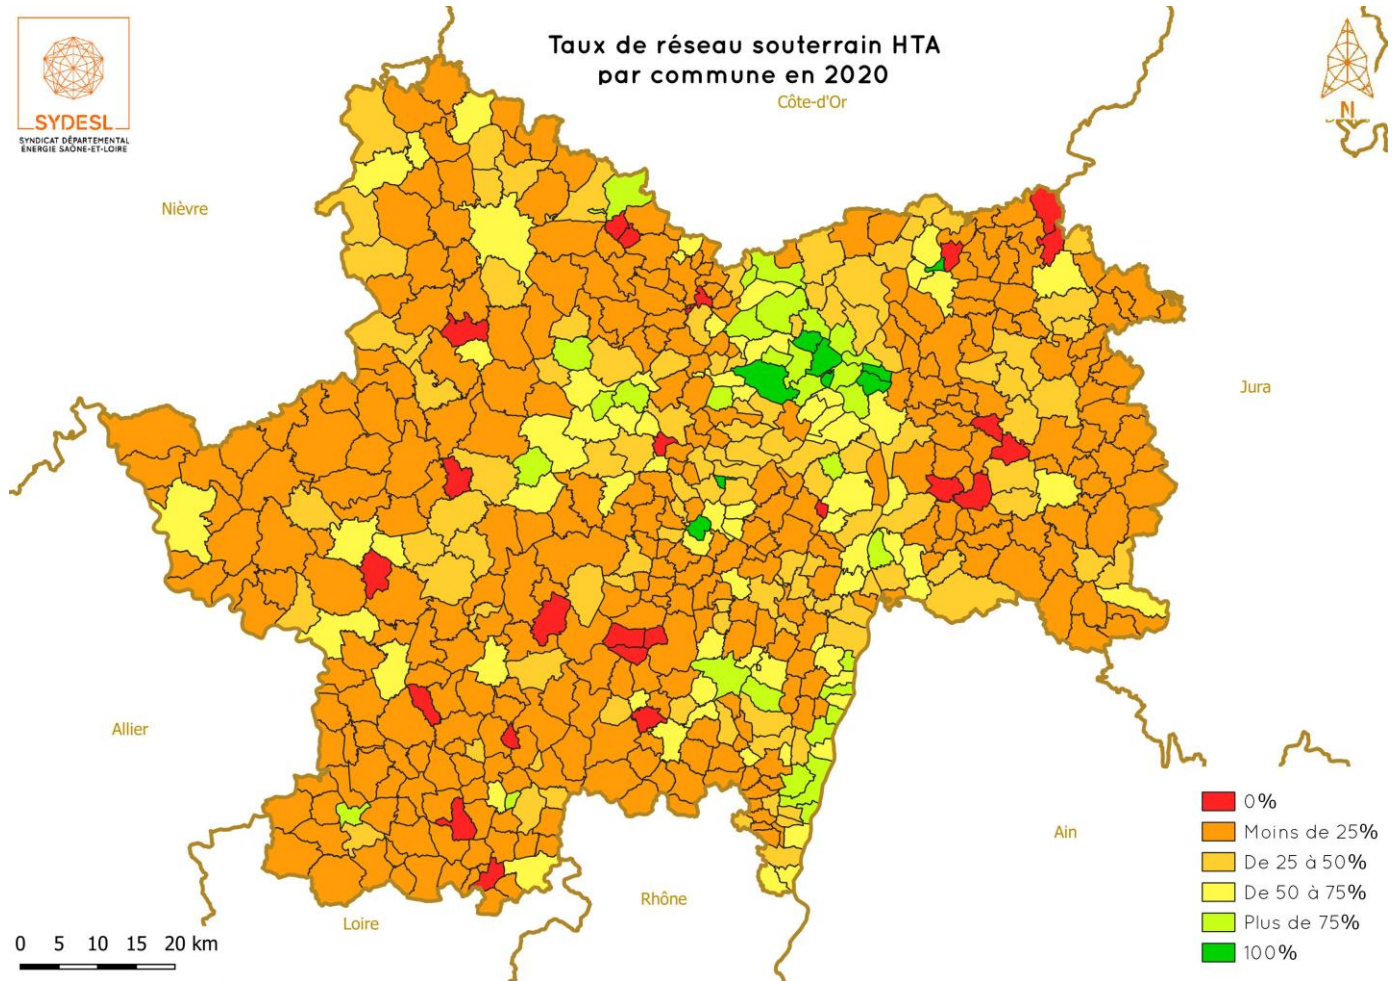 Taux de réseau souterrain HTA
par commune en 2020
SYDESL
SYNDICAT DÉPARTEMENTAL
ÉNERGIE SAÔNE-ET-LOIRE
N
Côte-d'Or
Nièvre
Jura
Allier
Ain
Rhône
Loire
0%
Moins de 25%
De 25 à 50%
De 50 à 75%
Plus de 75%
100%
0 5 10 15 20 km